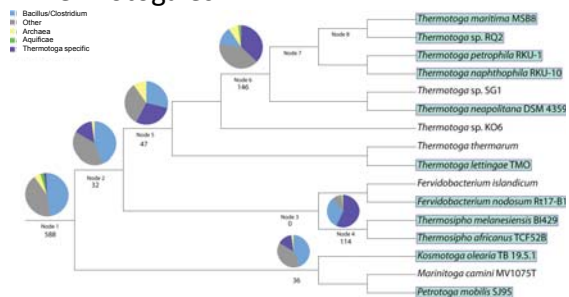 Bacillus/Clostridium
Other
Archaea
Aquificae
Thermotoga specific
Thermotoga maritima MSB8
Node 8
Thermotoga sp. RQ2
Node 7
Thermotoga petrophila RKU-1
Node 6
Thermotoga naphthophila RKU-10
146
Thermotoga sp. SG1
Thermotoga neapolitana DSM 4359
Node 5
Thermotoga sp. KO6
47
Thermotoga thermarum
Node 2
32
Thermotoga lettingae TMO
Fervidobacterium islandicum
Fervidobacterium nodosum Rt17-B1
Node 3
0
Thermosipho melanesiensis BI429
Node 1
588
Node 4
114
Thermosipho africanus TCF52B
Kosmotoga olearia TB 19.5.1
36
Marinitoga camini MV1075T
Petrotoga mobilis SJ95